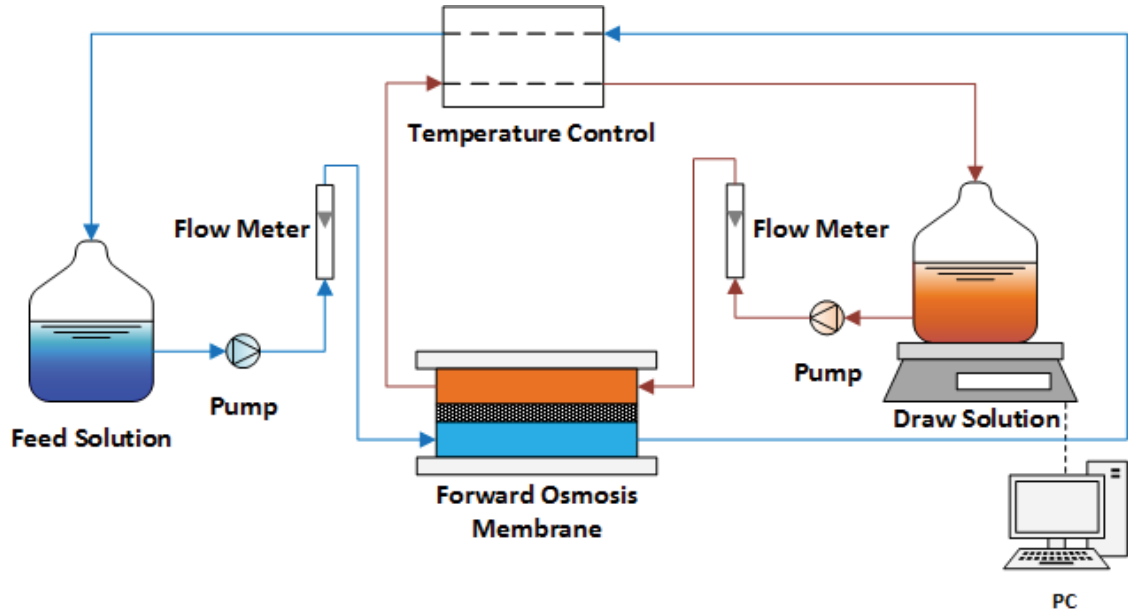 Temperature Control
Flow Meter
Flow Meter
Pump
Pump
Feed Solution
Draw Solution
Forward Osmosis
Membrane
PC